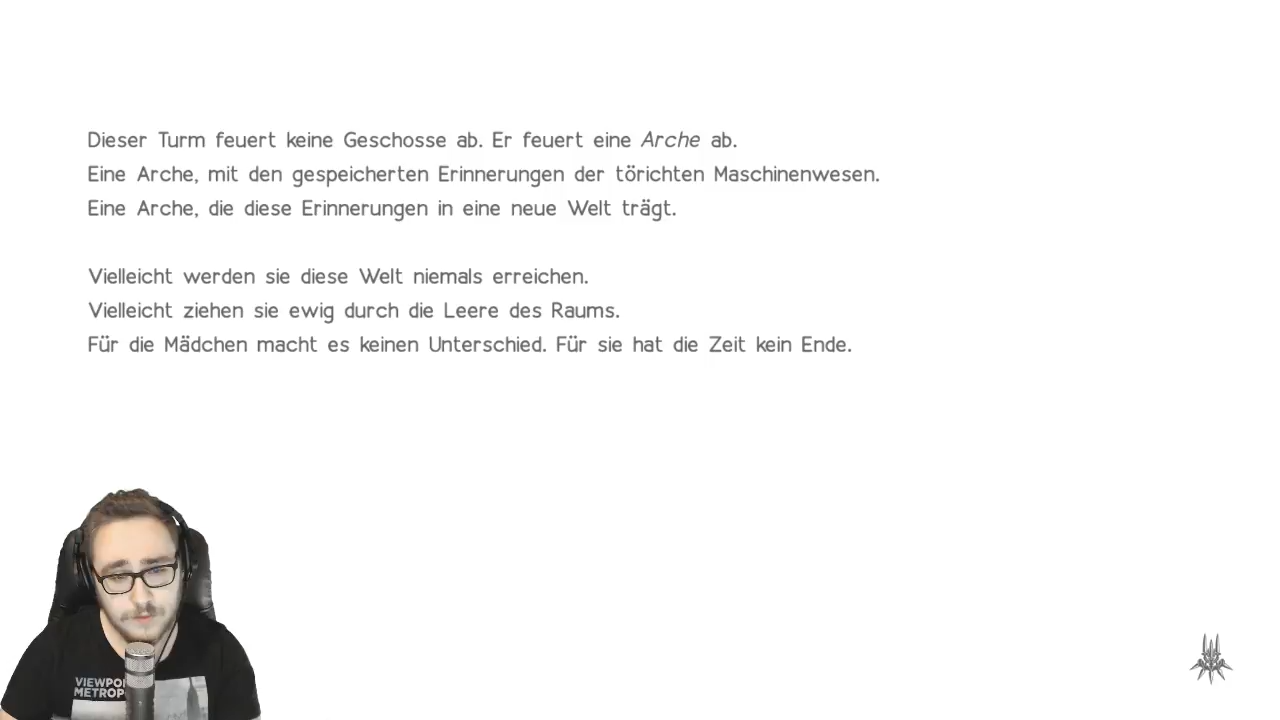 Dieser Turm feuert keine Geschosse ab. Er feuert eine Arche ab.
Eine Arche, mit den gespeicherten Erinnerungen der törichten Maschinenwesen.
Eine Arche, die diese Erinnerungen in eine neue Welt trägt.
Vielleicht werden sie diese Welt niemals erreichen.
Vielleicht ziehen sie ewig durch die Leere des Raums.
Für die Mädchen macht es keinen Unterschied. Für sie hat die Zeit kein Ende.
VIEWPO
METROP